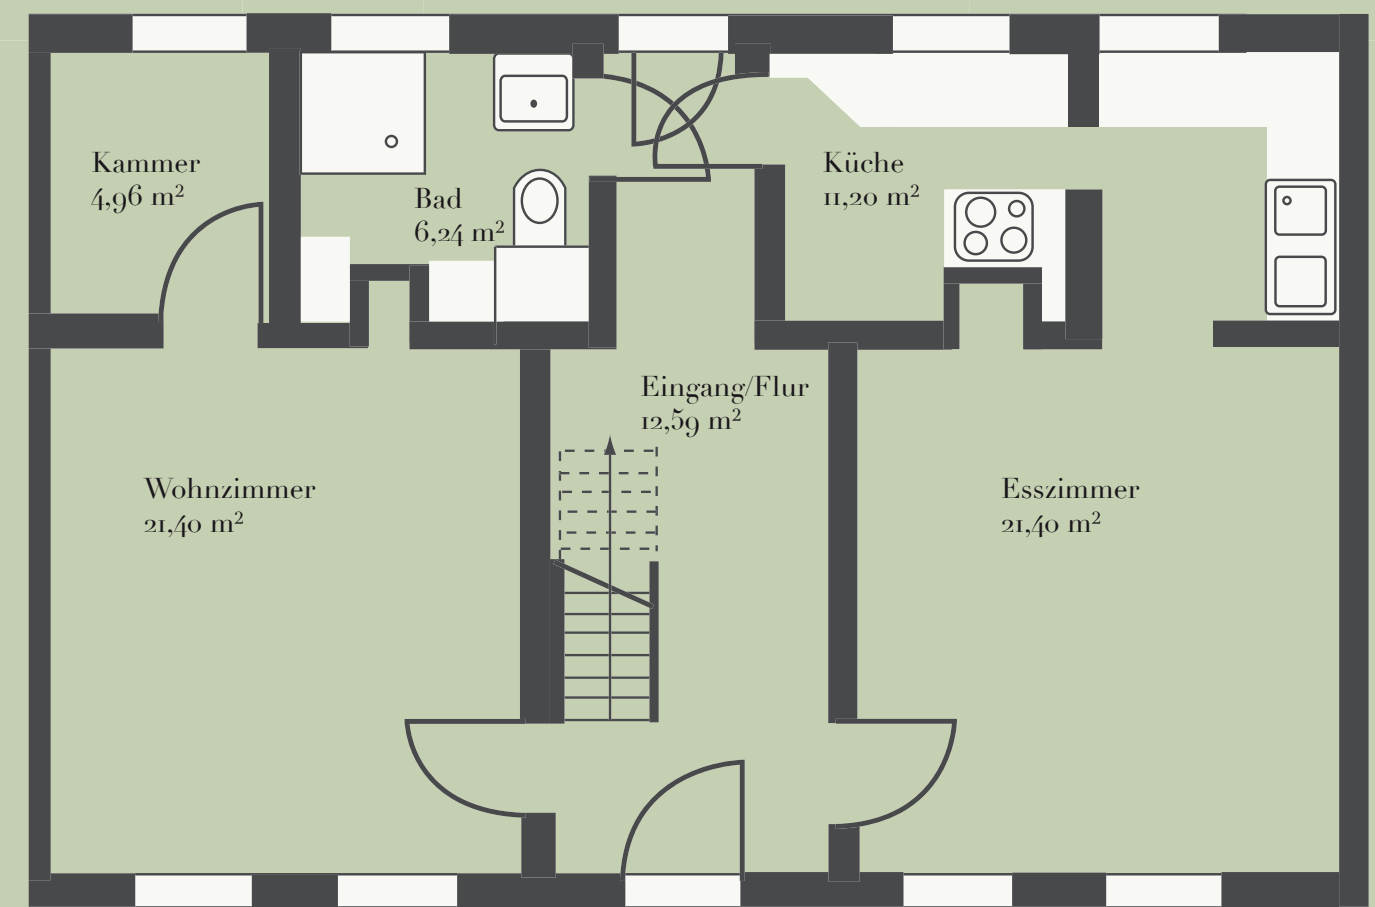 Kammer
4,96 m²
Bad
6,24 m²
Küche
11,20 m²
Eingang/Flur
12,59 m²
Wohnzimmer
21,40 m²
Esszimmer
21,40 m²